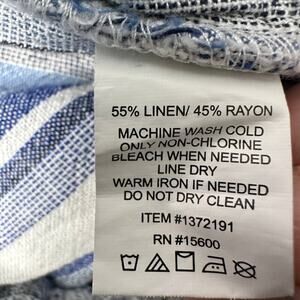 55% LINEN/ 45% RAYON
MACHINE WASH COLD
ONLY NON-CHLORINE
BLEACH WHEN NEEDED
LINE DRY
WARM IRON IF NEEDED
DO NOT DRY CLEAN
ITEM #1372191
RN #15600